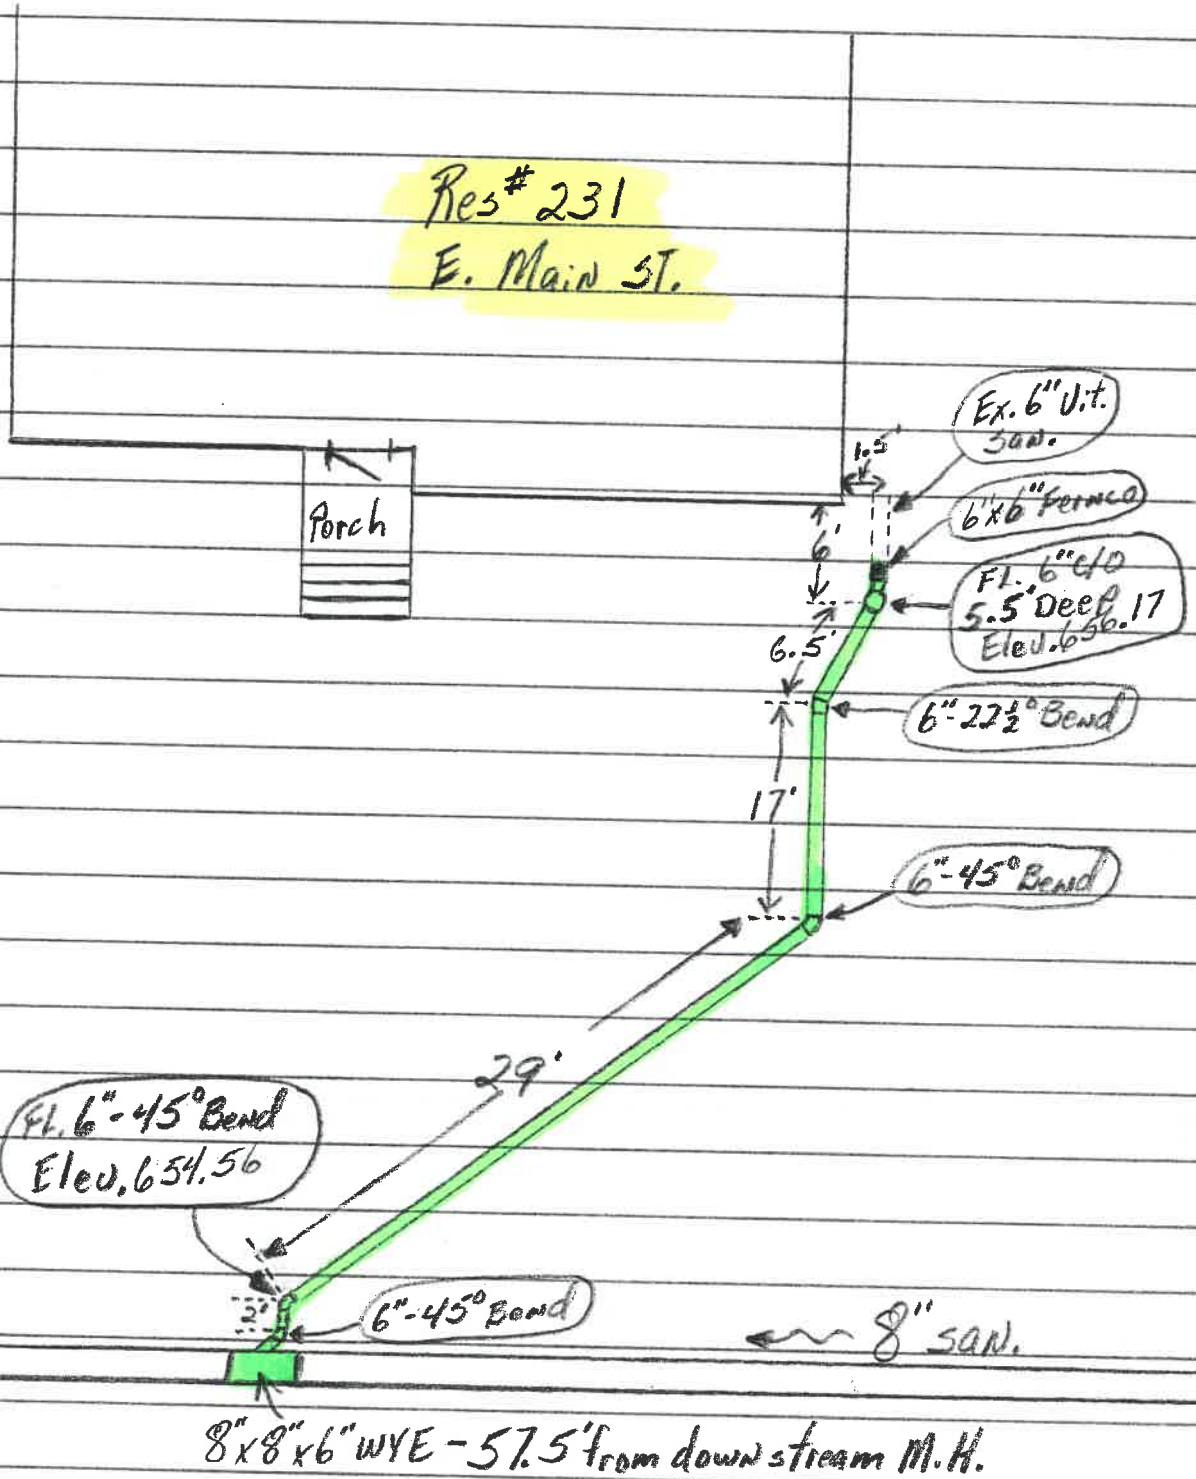 Res# 231
E. Main ST.
Ex. 6" Vit.
San.
1.5'
6"x6" Fernco
Porch
6'
FL. 6" C/O
5.5' Deep
Elev. 656.17
6.5'
6"-22½° Bend
17'
6"-45° Bend
29'
FL. 6"-45° Bend
Elev. 654.56
2'
6"-45° Bend
8" SAN.
8"x8"x6" WYE - 57.5' from downstream M.H.